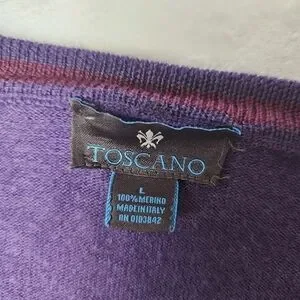 TOSCANO
L
100% MERINO
MADE IN ITALY
RN 0103842